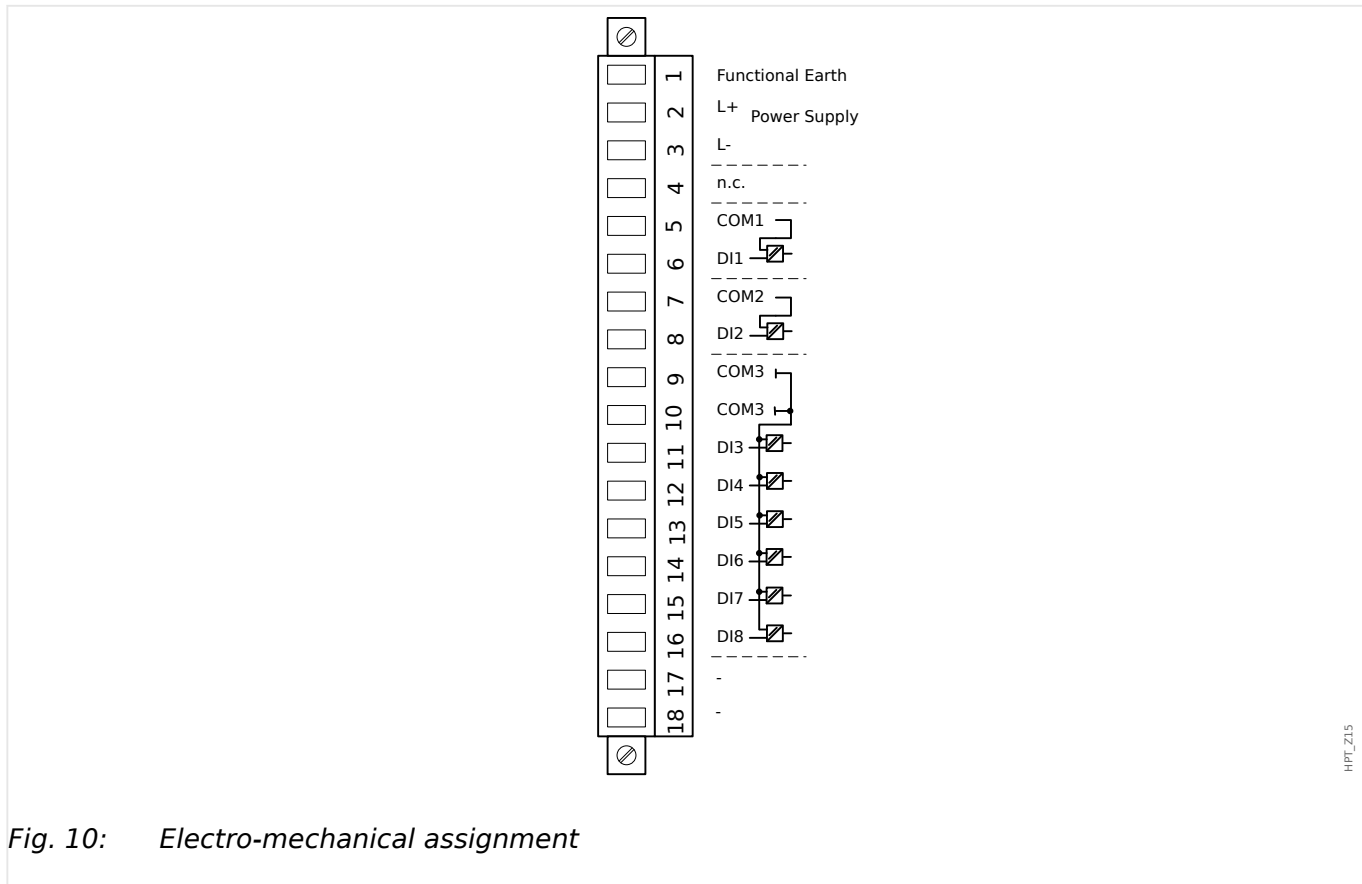 1 Functional Earth
2 L+ Power Supply
3 L-
4 n.c.
5 COM1
6 DI1
7 COM2
8 DI2
9 COM3
10 COM3
11 DI3
12 DI4
13 DI5
14 DI6
15 DI7
16 DI8
17 -
18 -
HPT_Z15
Fig. 10: Electro-mechanical assignment